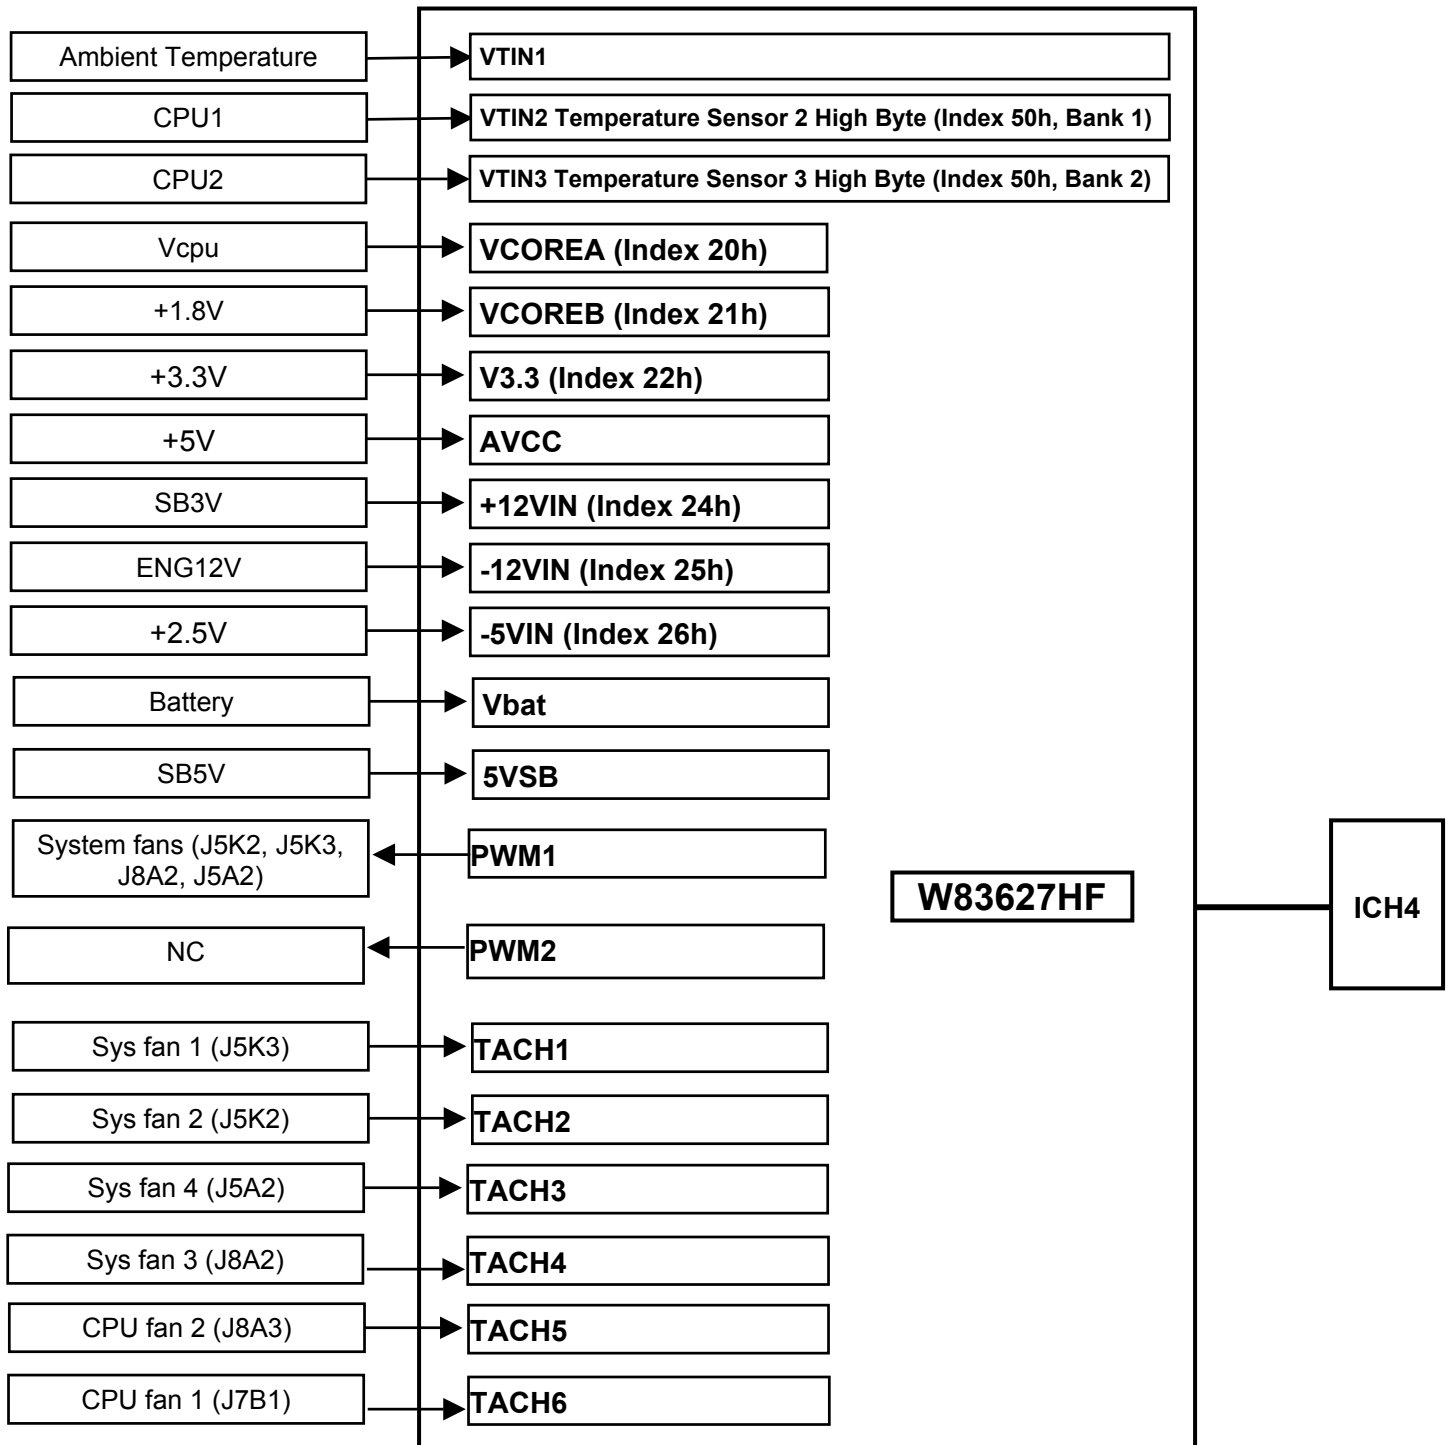 Ambient Temperature
VTIN1
CPU1
VTIN2 Temperature Sensor 2 High Byte (Index 50h, Bank 1)
CPU2
VTIN3 Temperature Sensor 3 High Byte (Index 50h, Bank 2)
Vcpu
VCOREA (Index 20h)
+1.8V
VCOREB (Index 21h)
+3.3V
V3.3 (Index 22h)
+5V
AVCC
SB3V
+12VIN (Index 24h)
ENG12V
-12VIN (Index 25h)
+2.5V
-5VIN (Index 26h)
Battery
Vbat
SB5V
5VSB
System fans (J5K2, J5K3,
J8A2, J5A2)
PWM1
W83627HF
ICH4
NC
PWM2
Sys fan 1 (J5K3)
TACH1
Sys fan 2 (J5K2)
TACH2
Sys fan 4 (J5A2)
TACH3
Sys fan 3 (J8A2)
TACH4
CPU fan 2 (J8A3)
TACH5
CPU fan 1 (J7B1)
TACH6